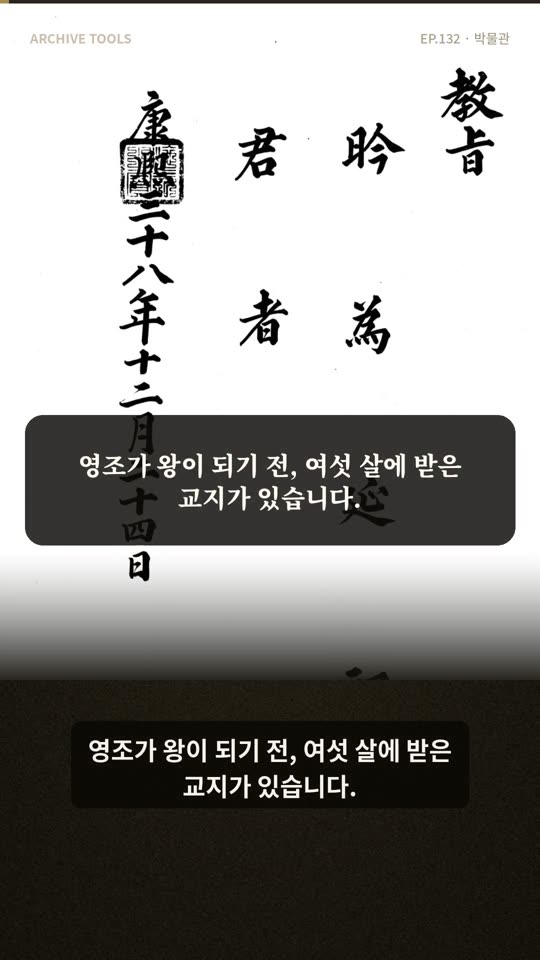 ARCHIVE TOOLS
EP.132 · 박물관
教旨
昑為延
君者
康熙三十八年十二月二十四日
영조가 왕이 되기 전, 여섯 살에 받은
교지가 있습니다.
영조가 왕이 되기 전, 여섯 살에 받은
교지가 있습니다.